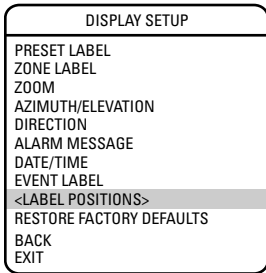 DISPLAY SETUP
PRESET LABEL
ZONE LABEL
ZOOM
AZIMUTH/ELEVATION
DIRECTION
ALARM MESSAGE
DATE/TIME
EVENT LABEL
<LABEL POSITIONS>
RESTORE FACTORY DEFAULTS
BACK
EXIT